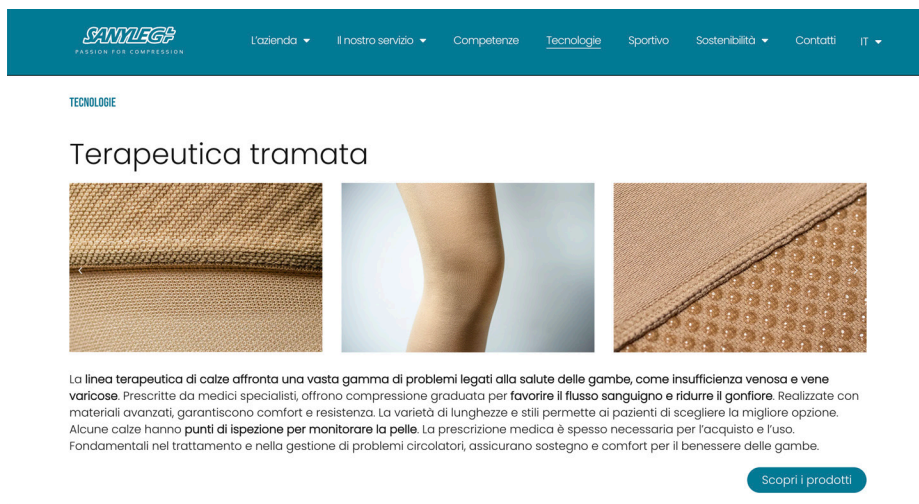 SANYLEG
PASSION FOR COMPRESSION
L'azienda
Il nostro servizio
Competenze
Tecnologie
Sportivo
Sostenibilità
Contatti
IT
TECNOLOGIE
Terapeutica tramata
La linea terapeutica di calze affronta una vasta gamma di problemi legati alla salute delle gambe, come insufficienza venosa e vene
varicose. Prescritte da medici specialisti, offrono compressione graduata per favorire il flusso sanguigno e ridurre il gonfiore. Realizzate con
materiali avanzati, garantiscono comfort e resistenza. La varietà di lunghezze e stili permette ai pazienti di scegliere la migliore opzione.
Alcune calze hanno punti di ispezione per monitorare la pelle. La prescrizione medica è spesso necessaria per l'acquisto e l'uso.
Fondamentali nel trattamento e nella gestione di problemi circolatori, assicurano sostegno e comfort per il benessere delle gambe.
Scopri i prodotti